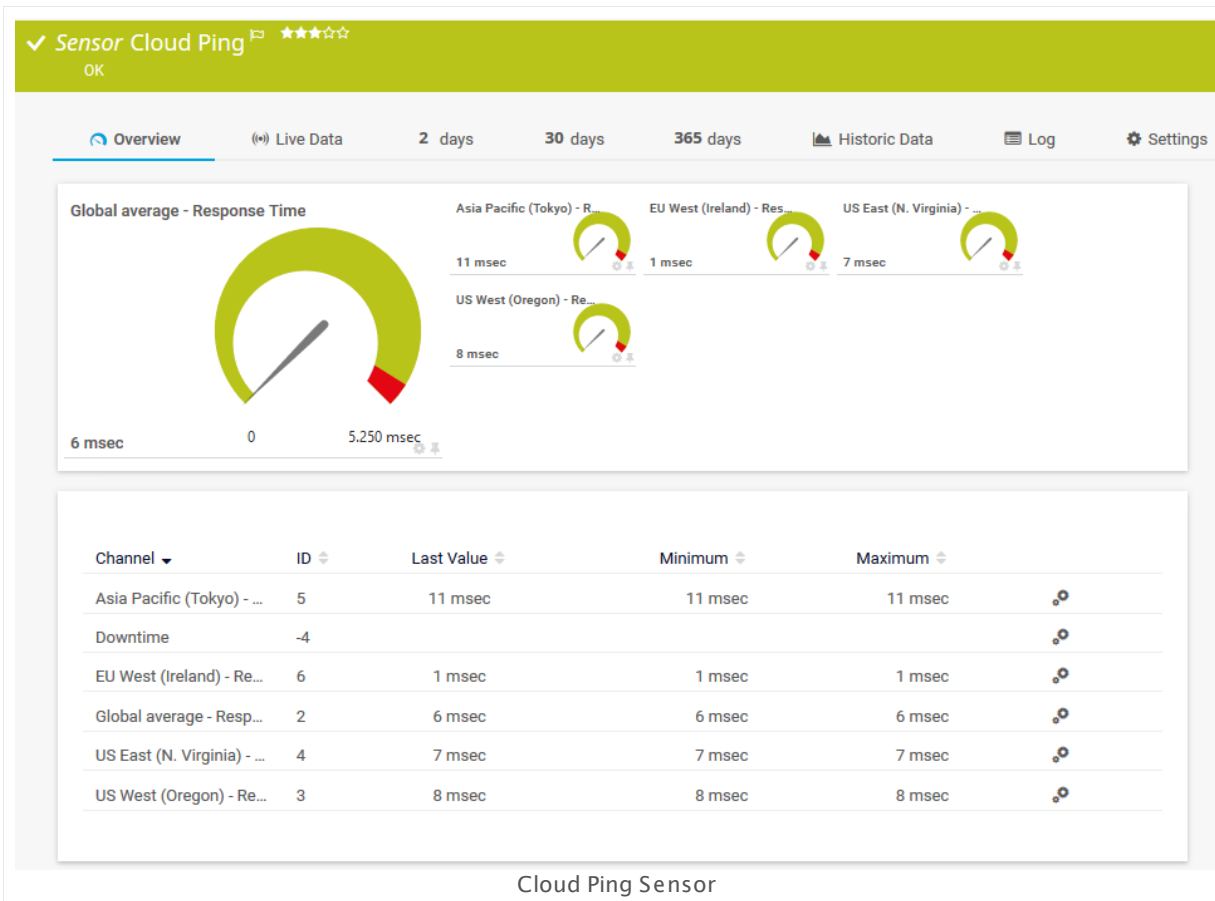 Sensor Cloud Ping
OK
Overview
Live Data
2 days
30 days
365 days
Historic Data
Log
Settings
Global average - Response Time
6 msec
0
5.250 msec
Asia Pacific (Tokyo) - R...
11 msec
EU West (Ireland) - Res...
1 msec
US East (N. Virginia) - ...
7 msec
US West (Oregon) - Re...
8 msec
Channel ID Last Value Minimum Maximum
Asia Pacific (Tokyo) - ... 5 11 msec 11 msec 11 msec
Downtime -4
EU West (Ireland) - Re... 6 1 msec 1 msec 1 msec
Global average - Resp... 2 6 msec 6 msec 6 msec
US East (N. Virginia) - ... 4 7 msec 7 msec 7 msec
US West (Oregon) - Re... 3 8 msec 8 msec 8 msec
Cloud Ping Sensor